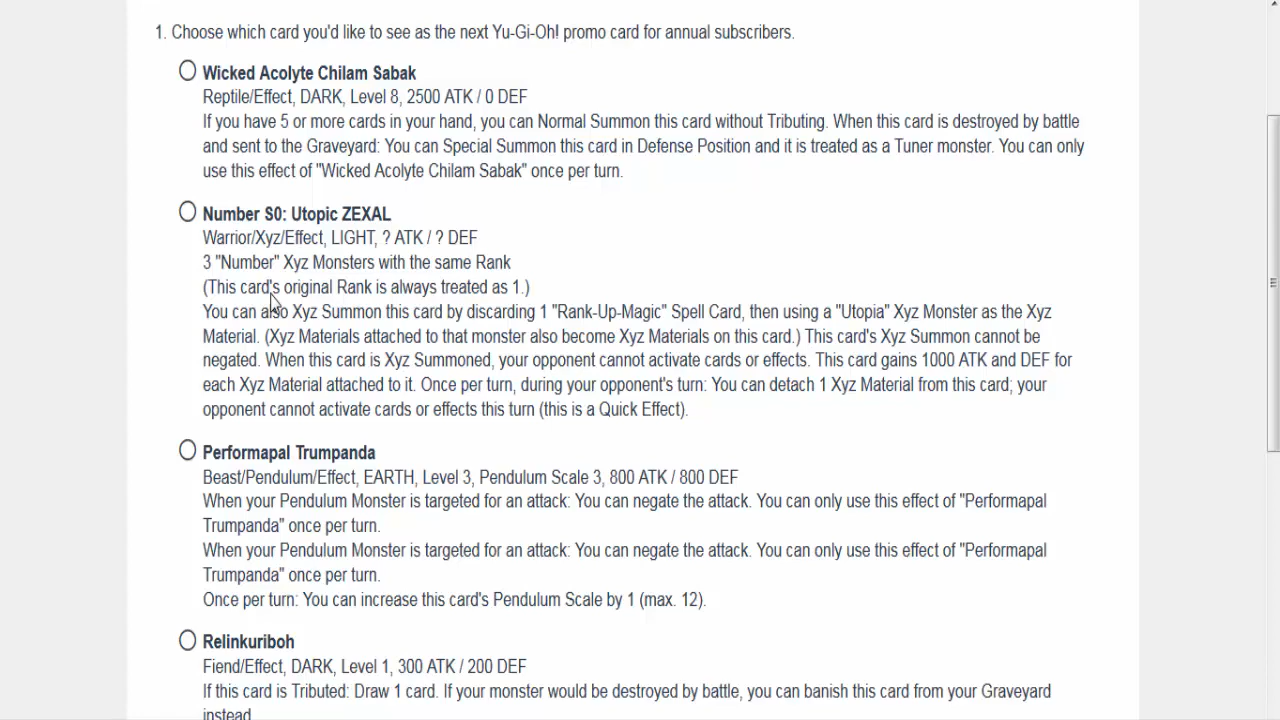 1. Choose which card you'd like to see as the next Yu-Gi-Oh! promo card for annual subscribers.
Wicked Acolyte Chilam Sabak
Reptile/Effect, DARK, Level 8, 2500 ATK / 0 DEF
If you have 5 or more cards in your hand, you can Normal Summon this card without Tributing. When this card is destroyed by battle
and sent to the Graveyard: You can Special Summon this card in Defense Position and it is treated as a Tuner monster. You can only
use this effect of "Wicked Acolyte Chilam Sabak" once per turn.
Number S0: Utopic ZEXAL
Warrior/Xyz/Effect, LIGHT, ? ATK / ? DEF
3 "Number" Xyz Monsters with the same Rank
(This card's original Rank is always treated as 1.)
You can also Xyz Summon this card by discarding 1 "Rank-Up-Magic" Spell Card, then using a "Utopia" Xyz Monster as the Xyz
Material. (Xyz Materials attached to that monster also become Xyz Materials on this card.) This card's Xyz Summon cannot be
negated. When this card is Xyz Summoned, your opponent cannot activate cards or effects. This card gains 1000 ATK and DEF for
each Xyz Material attached to it. Once per turn, during your opponent's turn: You can detach 1 Xyz Material from this card; your
opponent cannot activate cards or effects this turn (this is a Quick Effect).
Performapal Trumpanda
Beast/Pendulum/Effect, EARTH, Level 3, Pendulum Scale 3, 800 ATK / 800 DEF
When your Pendulum Monster is targeted for an attack: You can negate the attack. You can only use this effect of "Performapal
Trumpanda" once per turn.
When your Pendulum Monster is targeted for an attack: You can negate the attack. You can only use this effect of "Performapal
Trumpanda" once per turn.
Once per turn: You can increase this card's Pendulum Scale by 1 (max. 12).
Relinkuriboh
Fiend/Effect, DARK, Level 1, 300 ATK / 200 DEF
If this card is Tributed: Draw 1 card. If your monster would be destroyed by battle, you can banish this card from your Graveyard
instead.